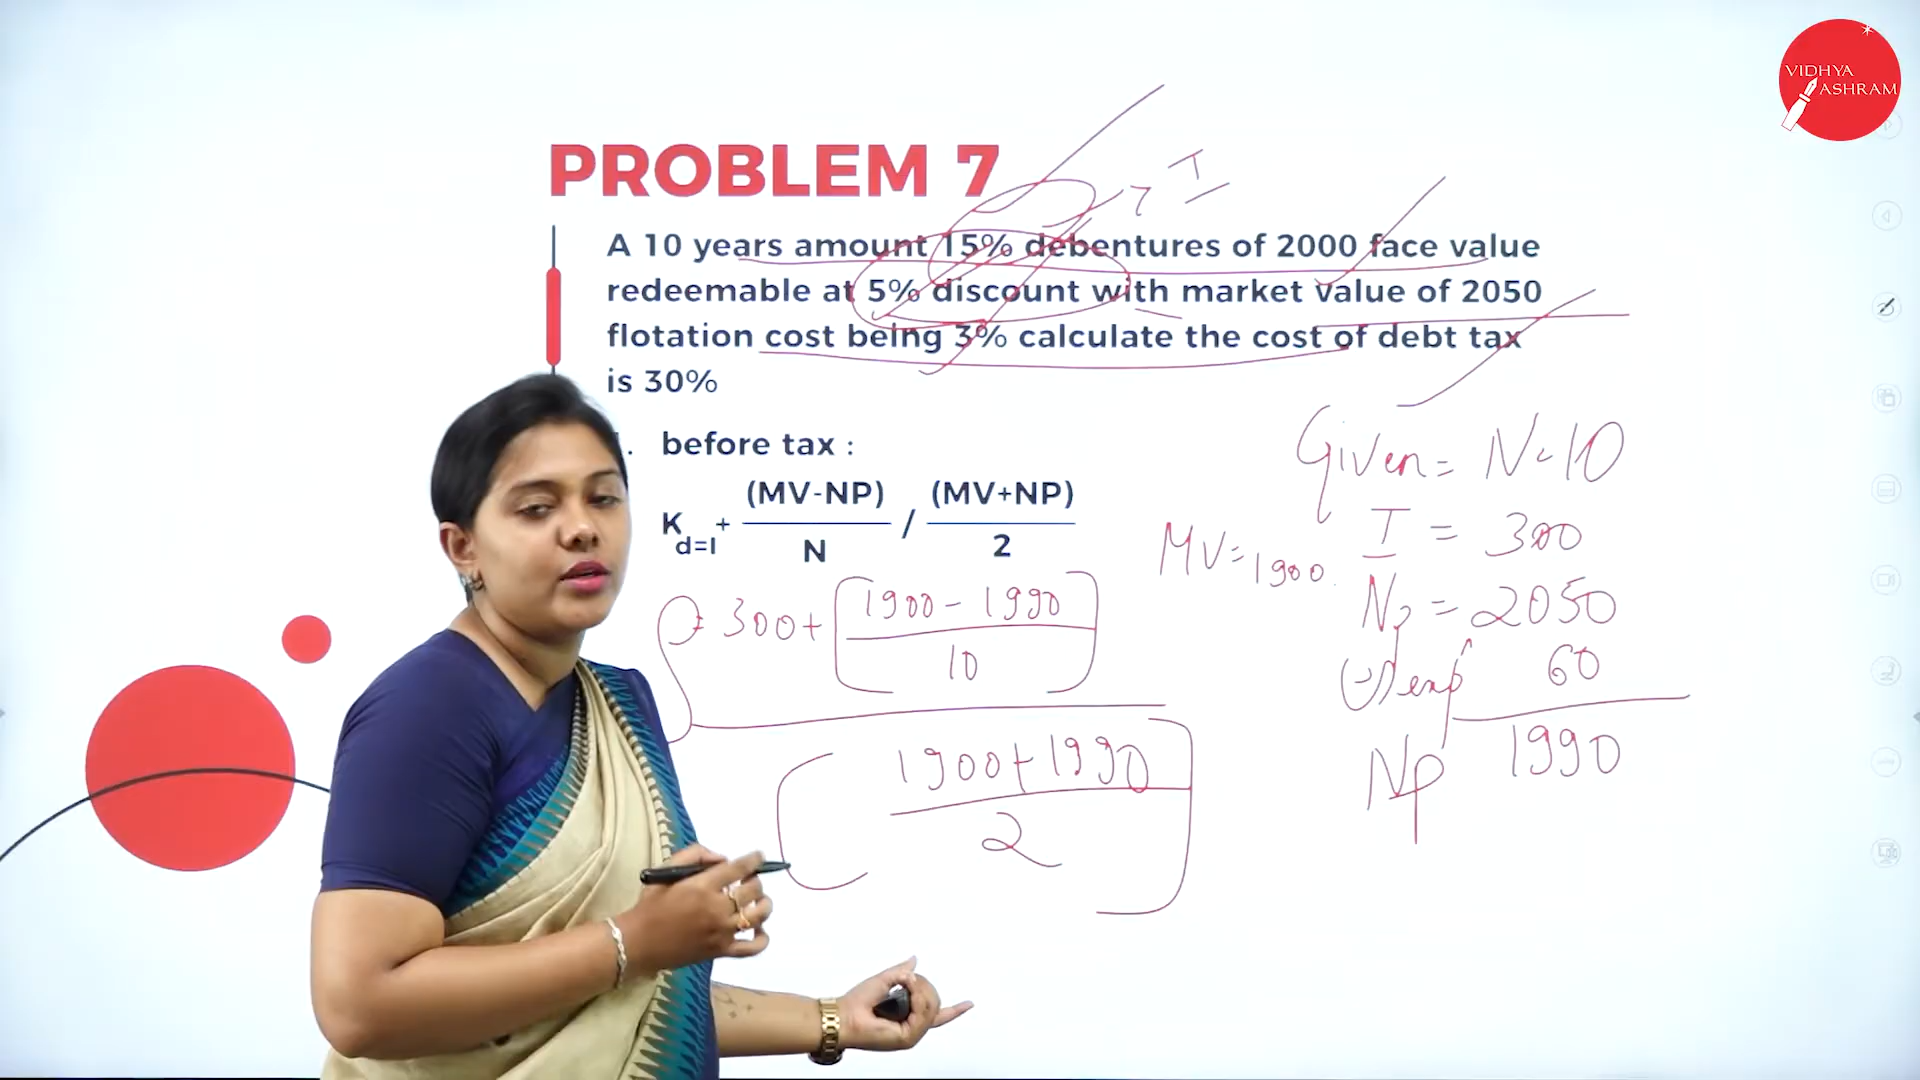 VIDHYA
ASHRAM
PROBLEM 7
I
A 10 years amount 15% debentures of 2000 face value
redeemable at 5% discount with market value of 2050
flotation cost being 3% calculate the cost of debt tax
is 30%
. before tax :
K d=I + (MV-NP) / N / (MV+NP) / 2
= 300 + [1900 - 1990 / 10]
[1900 + 1990 / 2]
Given = N = 10
I = 300
MV = 1900
Np = 2050
(-) exp 60
Np 1990